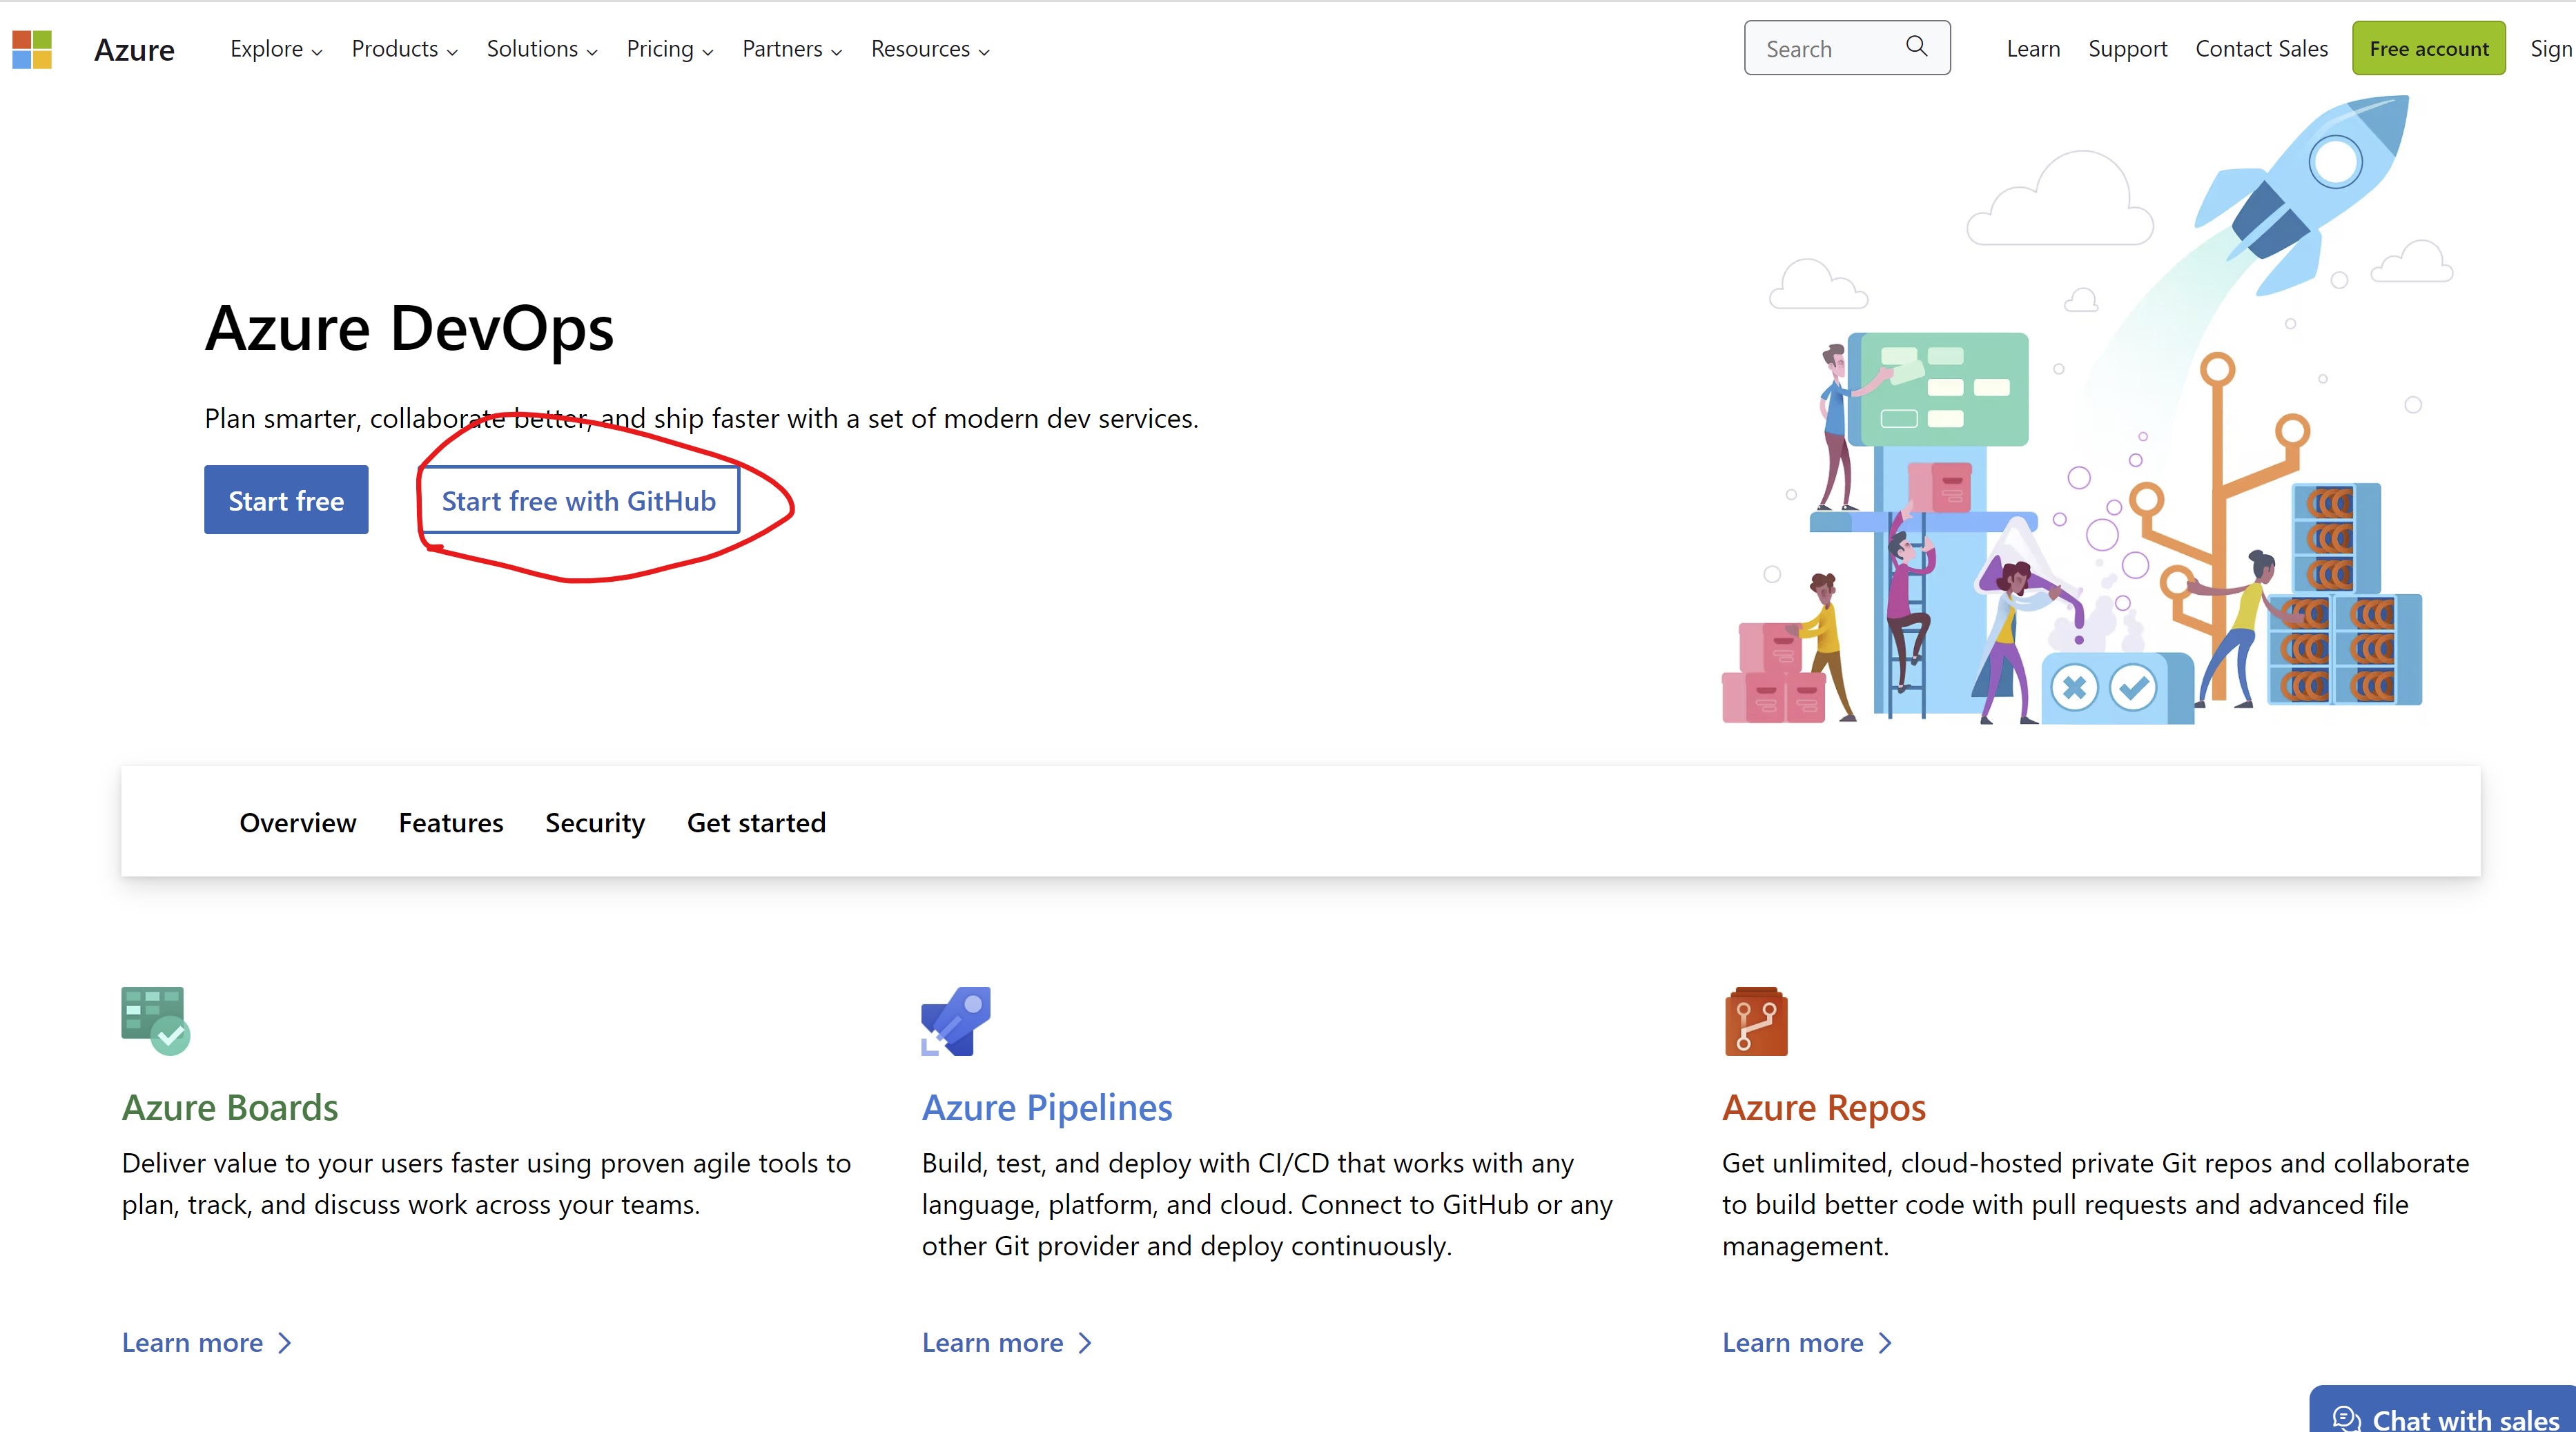 Azure
Explore Products Solutions Pricing Partners Resources
Search
Learn Support Contact Sales Free account Sign
Azure DevOps
Plan smarter, collaborate better, and ship faster with a set of modern dev services.
Start free Start free with GitHub
Overview Features Security Get started
Azure Boards
Deliver value to your users faster using proven agile tools to
plan, track, and discuss work across your teams.
Learn more
Azure Pipelines
Build, test, and deploy with CI/CD that works with any
language, platform, and cloud. Connect to GitHub or any
other Git provider and deploy continuously.
Learn more
Azure Repos
Get unlimited, cloud-hosted private Git repos and collaborate
to build better code with pull requests and advanced file
management.
Learn more
Chat with sales